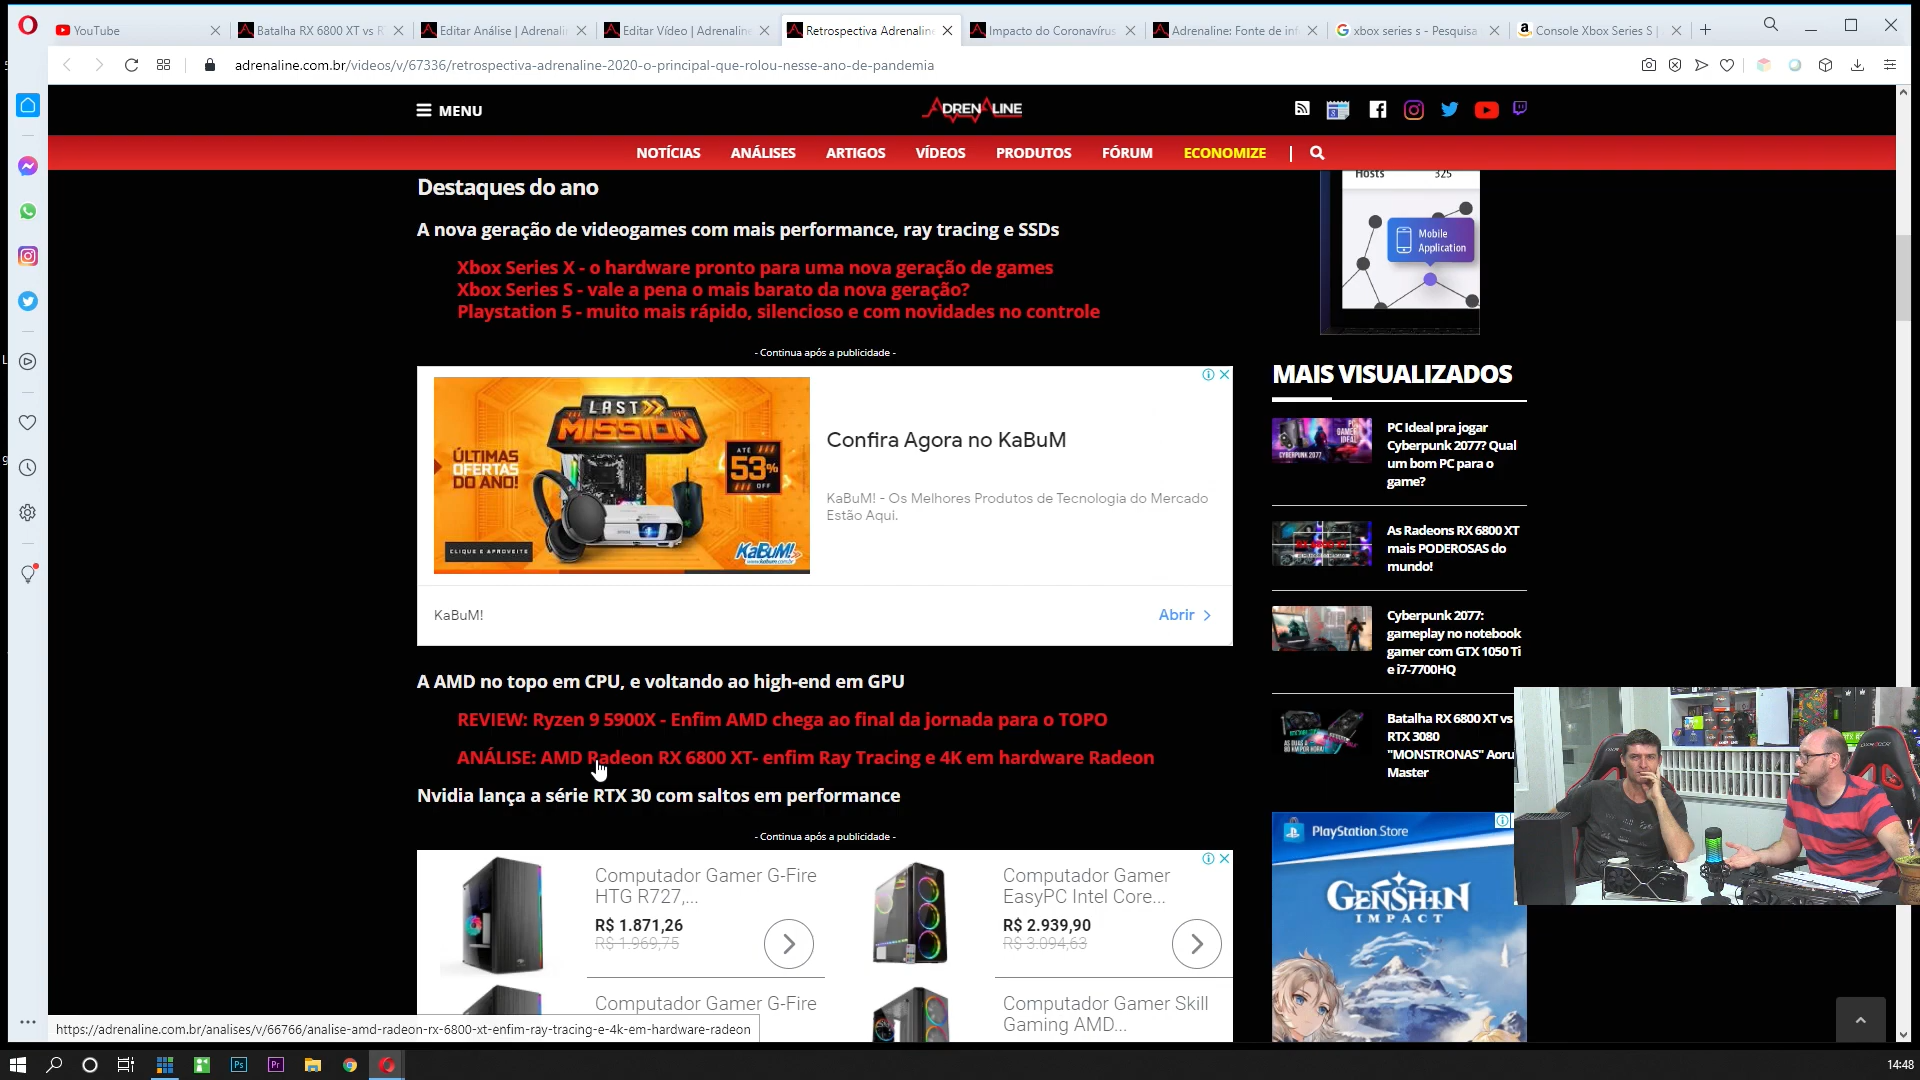 YouTube
Batalha RX 6800 XT vs R
Editar Análise | Adrenali
Editar Vídeo | Adrenaline
Retrospectiva Adrenaline
Impacto do Coronavírus
Adrenaline: Fonte de inf
xbox series s - Pesquisa
Console Xbox Series S |
adrenaline.com.br/videos/v/67336/retrospectiva-adrenaline-2020-o-principal-que-rolou-nesse-ano-de-pandemia
MENU
ADRENALINE
NOTÍCIAS
ANÁLISES
ARTIGOS
VÍDEOS
PRODUTOS
FÓRUM
ECONOMIZE
Destaques do ano
A nova geração de videogames com mais performance, ray tracing e SSDs
Xbox Series X - o hardware pronto para uma nova geração de games
Xbox Series S - vale a pena o mais barato da nova geração?
Playstation 5 - muito mais rápido, silencioso e com novidades no controle
- Continua após a publicidade -
LAST
MISSION
ÚLTIMAS
OFERTAS
DO ANO!
ATÉ
53%
OFF
CLIQUE E APROVEITE
KaBuM!
www.kabum.com.br
Confira Agora no KaBuM
KaBuM! - Os Melhores Produtos de Tecnologia do Mercado
Estão Aqui.
KaBuM!
Abrir
A AMD no topo em CPU, e voltando ao high-end em GPU
REVIEW: Ryzen 9 5900X - Enfim AMD chega ao final da jornada para o TOPO
ANÁLISE: AMD Radeon RX 6800 XT- enfim Ray Tracing e 4K em hardware Radeon
Nvidia lança a série RTX 30 com saltos em performance
- Continua após a publicidade -
Computador Gamer G-Fire
HTG R727,...
R$ 1.871,26
R$ 1.969,75
Computador Gamer
EasyPC Intel Core...
R$ 2.939,90
R$ 3.094,63
Computador Gamer G-Fire
Computador Gamer Skill
Gaming AMD...
Hosts 325
Mobile
Application
MAIS VISUALIZADOS
PC Ideal pra jogar
Cyberpunk 2077? Qual
um bom PC para o
game?
As Radeons RX 6800 XT
mais PODEROSAS do
mundo!
Cyberpunk 2077:
gameplay no notebook
gamer com GTX 1050 Ti
e i7-7700HQ
Batalha RX 6800 XT vs
RTX 3080
"MONSTRONAS" Aoru
Master
PlayStation Store
GENSHIN
IMPACT
https://adrenaline.com.br/analises/v/66766/analise-amd-radeon-rx-6800-xt-enfim-ray-tracing-e-4k-em-hardware-radeon
Ps
Pr
14:48